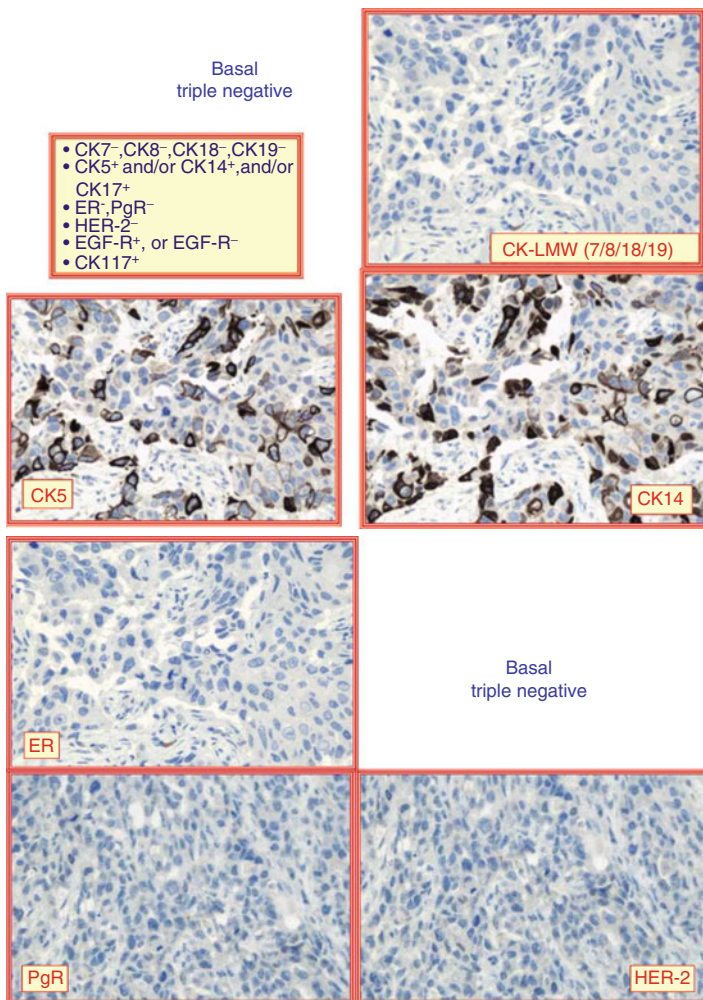 Basal
triple negative
• CK7⁻,CK8⁻,CK18⁻,CK19⁻
• CK5⁺ and/or CK14⁺,and/or
CK17⁺
• ER⁻,PgR⁻
• HER-2⁻
• EGF-R⁺, or EGF-R⁻
• CK117⁺
CK-LMW (7/8/18/19)
CK5
CK14
ER
Basal
triple negative
PgR
HER-2